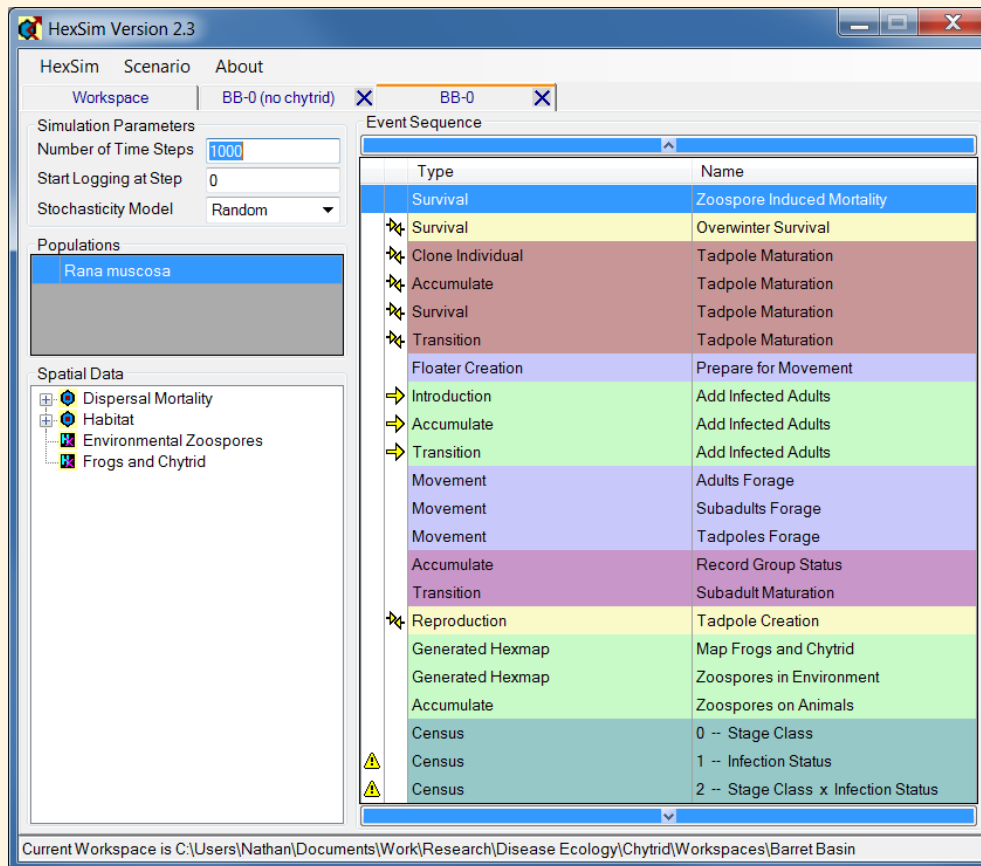 HexSim Version 2.3
HexSim Scenario About
Workspace BB-0 (no chytrid) BB-0
Simulation Parameters
Number of Time Steps 1000
Start Logging at Step 0
Stochasticity Model Random
Populations
Rana muscosa
Spatial Data
Dispersal Mortality
Habitat
Environmental Zoospores
Frogs and Chytrid
Event Sequence
Type Name
Survival Zoospore Induced Mortality
Survival Overwinter Survival
Clone Individual Tadpole Maturation
Accumulate Tadpole Maturation
Survival Tadpole Maturation
Transition Tadpole Maturation
Floater Creation Prepare for Movement
Introduction Add Infected Adults
Accumulate Add Infected Adults
Transition Add Infected Adults
Movement Adults Forage
Movement Subadults Forage
Movement Tadpoles Forage
Accumulate Record Group Status
Transition Subadult Maturation
Reproduction Tadpole Creation
Generated Hexmap Map Frogs and Chytrid
Generated Hexmap Zoospores in Environment
Accumulate Zoospores on Animals
Census 0 -- Stage Class
Census 1 -- Infection Status
Census 2 -- Stage Class x Infection Status
Current Workspace is C:\Users\Nathan\Documents\Work\Research\Disease Ecology\Chytrid\Workspaces\Barret Basin